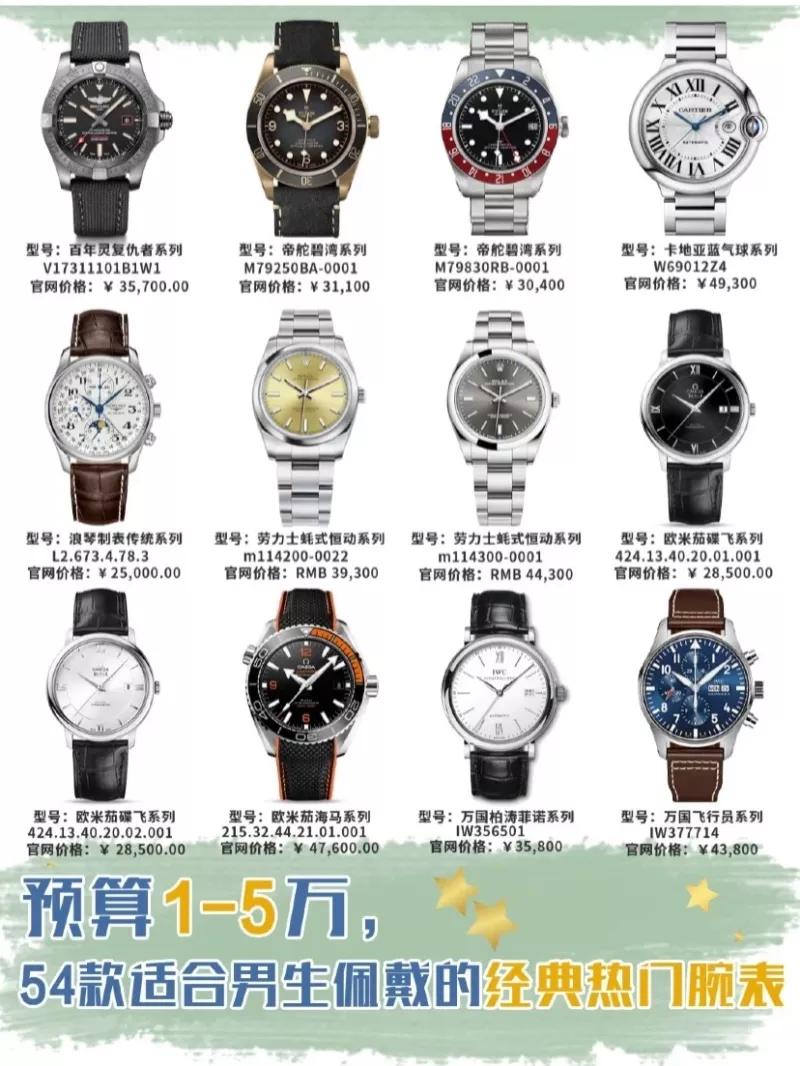 型号：百年灵复仇者系列
V17311101B1W1
官网价格：¥ 35,700.00
型号：帝舵碧湾系列
M79250BA-0001
官网价格：¥ 31,100
型号：帝舵碧湾系列
M79830RB-0001
官网价格：¥ 30,400
CARTIER
AUTOMATIC
型号：卡地亚蓝气球系列
W69012Z4
官网价格：¥49,300
型号：浪琴制表传统系列
L2.673.4.78.3
官网价格：¥ 25,000.00
型号：劳力士蚝式恒动系列
m114200-0022
官网价格：RMB 39,300
型号：劳力士蚝式恒动系列
m114300-0001
官网价格：RMB 44,300
OMEGA
型号：欧米茄碟飞系列
424.13.40.20.01.001
官网价格：¥ 28,500.00
OMEGA
型号：欧米茄碟飞系列
424.13.40.20.02.001
官网价格：¥ 28,500.00
OMEGA
型号：欧米茄海马系列
215.32.44.21.01.001
官网价格：¥ 47,600.00
IWC
型号：万国柏涛菲诺系列
IW356501
官网价格：¥35,800
IWC
型号：万国飞行员系列
IW377714
官网价格：¥43,800
预算1-5万，
54款适合男生佩戴的经典热门腕表